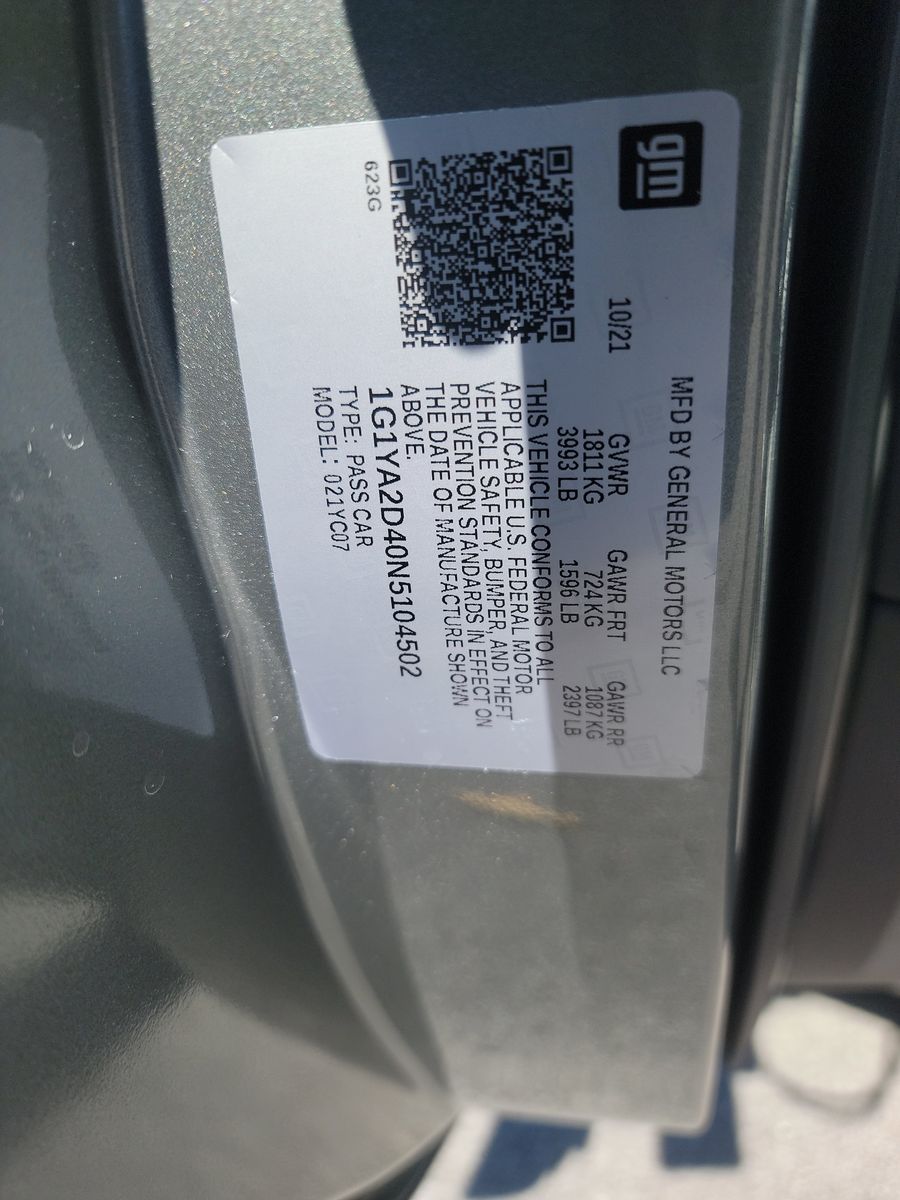 gm
MFD BY GENERAL MOTORS LLC
10/21 GVWR GAWR FRT GAWR RR
1811 KG 724 KG 1087 KG
3993 LB 1596 LB 2397 LB
THIS VEHICLE CONFORMS TO ALL
APPLICABLE U.S. FEDERAL MOTOR
VEHICLE SAFETY, BUMPER, AND THEFT
PREVENTION STANDARDS IN EFFECT ON
THE DATE OF MANUFACTURE SHOWN
ABOVE.
1G1YA2D40N5104502
TYPE: PASS CAR
MODEL: 021YC07
623G